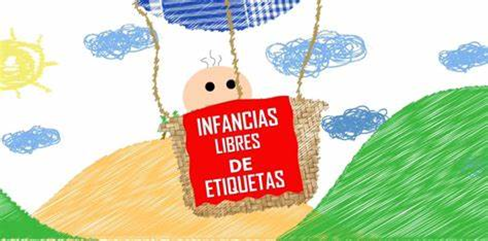 INFANCIAS
LIBRES
DE
ETIQUETAS